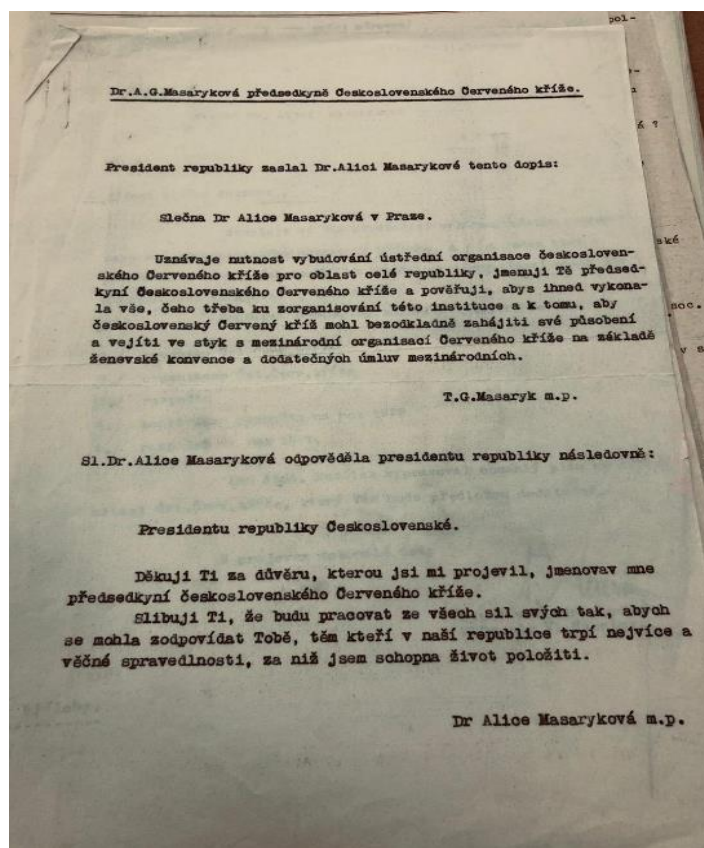 pol-
Dr.A.G.Masaryková předsedkyně Československého Červeného kříže.
á ?
President republiky zaslal Dr.Alici Masarykové tento dopis:
Slečna Dr Alice Masaryková v Praze.
ské
Uznávaje nutnost vybudování ústřední organisace českosloven-
ského Červeného kříže pro oblast celé republiky, jmenuji Tě předsed-
kyní Československého Červeného kříže a pověřuji, abys ihned vykona-
la vše, čeho třeba ku zorganisování této instituce a k tomu, aby
soc.
československý Červený kříž mohl bezodkladně zahájiti své působení
a vejíti ve styk s mezinárodní organisací Červeného kříže na základě
v s
ženevské konvence a dodatečných úmluv mezinárodních.
T.G.Masaryk m.p.
Sl.Dr.Alice Masaryková odpověděla presidentu republiky následovně:
Presidentu republiky Československé.
Děkuji Ti za důvěru, kterou jsi mi projevil, jmenovav mne
předsedkyní československého Červeného kříže.
Slibuji Ti, že budu pracovat ze všech sil svých tak, abych
se mohla zodpovídat Tobě, těm kteří v naší republice trpí nejvíce a
věčné spravedlnosti, za niž jsem schopna život položiti.
Dr Alice Masaryková m.p.